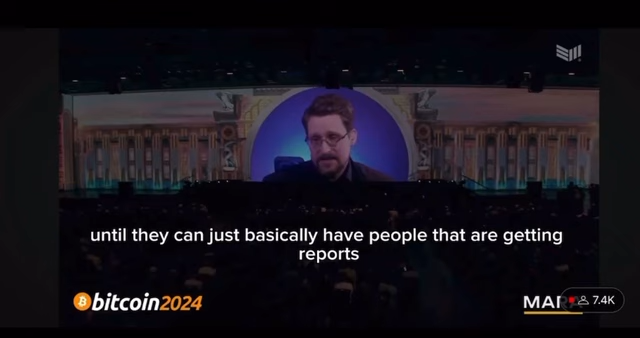 until they can just basically have people that are getting
reports
bitcoin2024
7.4K